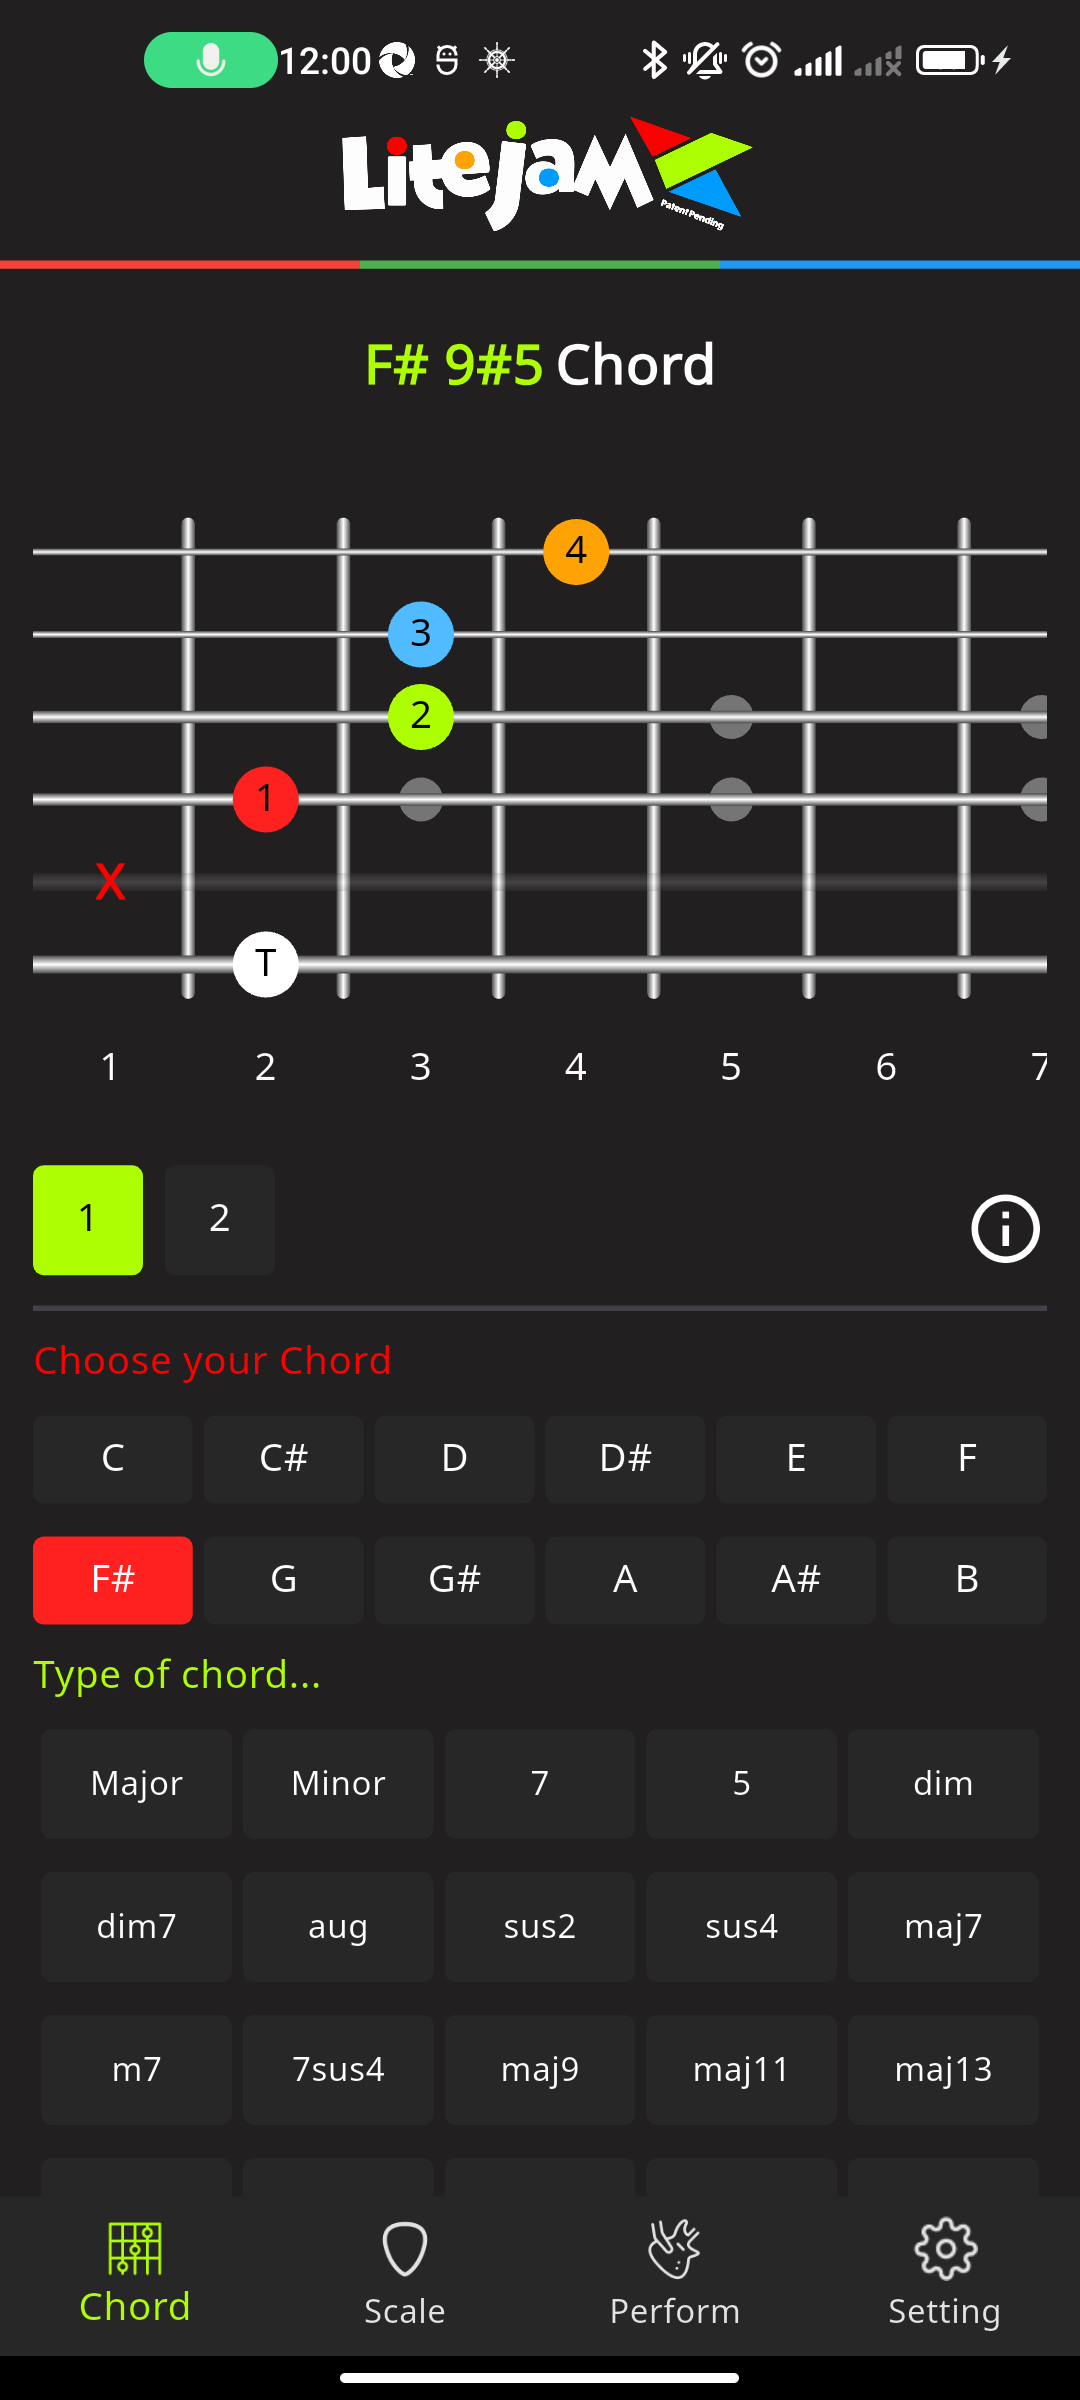 12:00
LiteJam
Patent Pending
F# 9#5 Chord
4
3
2
1
X
T
1 2 3 4 5 6 7
1 2
Choose your Chord
C C# D D# E F
F# G G# A A# B
Type of chord...
Major Minor 7 5 dim
dim7 aug sus2 sus4 maj7
m7 7sus4 maj9 maj11 maj13
Chord Scale Perform Setting